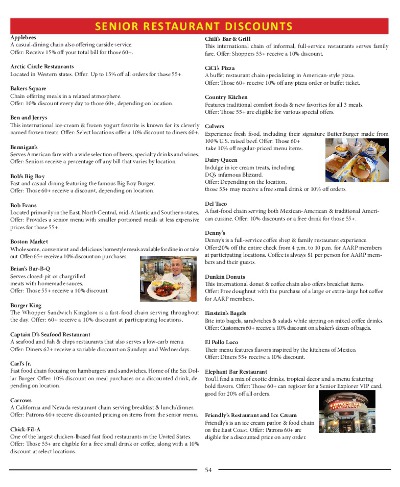 SENIOR RESTAURANT DISCOUNTS
Applebees
A casual dining chain also offering carside service.
Offer: Receive 15% off your total bill for those 60+.
Arctic Circle Restaurants
Located in Western states. Offer: Up to 15% off all orders for those 55+
Bakers Square
Chain offering meals in a relaxed atmosphere.
Offer: 10% discount every day to those 60+, depending on location
Ben and Jerrys
This international ice-cream & frozen yogurt favorite is known for its cleverly
named frozen treats. Offer: Select locations offer a 10% discount to diners 60+.
Bennigan's
Serves American fare with a wide selection of beers, specialty drinks and wines.
Offer: Seniors receive a percentage off any bill that varies by location.
Bob's Big Boy
Fast and casual dining featuring the famous Big Boy Burger.
Offer: Those 60+ receive a discount, depending on location.
Bob Evans
Located primarily on the East, North Central, mid-Atlantic and Southern states.
Offer: Provides a senior menu with smaller portioned meals at less expensive
prices for those 55+
Boston Market
Wholesome, convenient and delicious homestyle meals available for dine in or take
out. Offer: 65+ receive a 10% discount on purchases
Brian's Bar-B-Q
Serves closed-pit or chargrilled
meats with homemade sauces.
Offer: Those 55+ receive a 10% discount.
Burger King
The Whopper Sandwich Kingdom is a fast-food chain serving throughout
the day. Offer: 60+ receive a 10% discount at participating locations.
Captain D's Seafood Restaurant
A seafood and fish & chips restaurants that also serves a low-carb menu.
Offer: Diners 62+ receive a variable discount on Sundays and Wednesdays.
Carl's Jr.
Fast food chain focusing on hamburgers and sandwiches. Home of the Six Dol-
lar Burger. Offer: 10% discount on meal purchases or a discounted drink, de-
pending on location.
Carrows
A California and Nevada restaurant chain serving breakfast & lunch/dinner.
Offer: Patrons 60+ receive discounted pricing on items from the senior menu.
Chick-Fil-A
One of the largest chicken-based fast food restaurants in the United States.
Offer: Those 55+ are eligible for a free small drink or coffee, along with a 10%
discount at select locations.
Chili's Bar & Grill
This international chain of informal, full-service restaurants serves family
fare. Offer: Shoppers 55+ receive a 10% discount.
CiCi's Pizza
A buffet restaurant chain specializing in American-style pizza.
Offer: Those 60+ receive 10% off any pizza order or buffet ticket.
Country Kitchen
Features traditional comfort foods & new favorites for all 3 meals.
Offer: Those 55+ are eligible for various special offers.
Culvers
Experience fresh food, including their signature ButterBurger made from
100% U.S. raised beef. Offer: Those 60+
take 10% off regular-priced menu items.
Dairy Queen
Indulge in ice cream treats, including
DQ's infamous Blizzard.
Offer: Depending on the location,
those 55+ may receive a free small drink or 10% off orders.
Del Taco
A fast-food chain serving both Mexican-American & traditional Ameri-
can cuisine. Offer: 10% discounts or a free drink for those 55+.
Denny's
Denny's is a full-service coffee shop & family restaurant experience.
Offer: 20% off the entire check from 4 p.m. to 10 p.m. for AARP members
at participating locations. Coffee is always $1 per person for AARP mem-
bers and their guests.
Dunkin Donuts
This international donut & coffee chain also offers breakfast items.
Offer: Free doughnut with the purchase of a large or extra-large hot coffee
for AARP members.
Einstein's Bagels
Bite into bagels, sandwiches & salads while sipping on mixed coffee drinks.
Offer: Customers 60+ receive a 10% discount on a baker's dozen of bagels.
El Pollo Loco
Their menu features flavors inspired by the kitchens of Mexico.
Offer: Diners 55+ receive a 10% discount.
Elephant Bar Restaurant
You'll find a mix of exotic drinks, tropical decor and a menu featuring
bold flavors. Offer: Those 60+ can register for a Senior Explorer VIP card,
good for 20% off all orders.
Friendly's Restaurant and Ice Cream
Friendly's is an ice cream parlor & food chain
on the East Coast. Offer: Patrons 60+ are
eligible for a discounted price on any order.
54